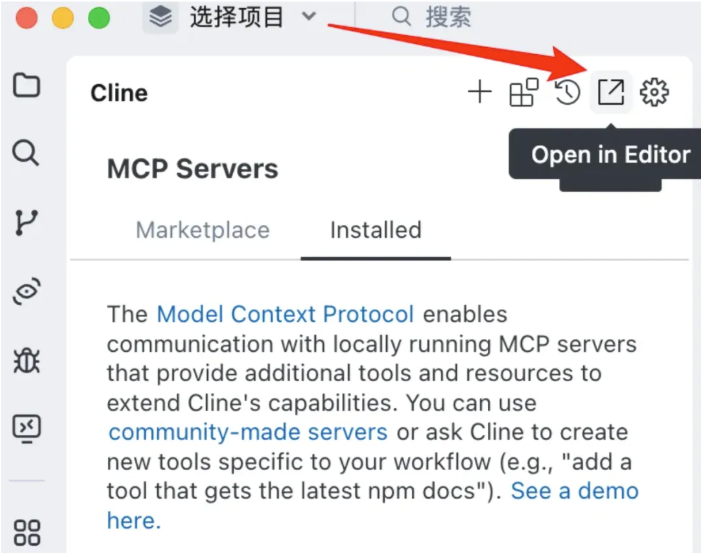 选择项目
搜索
Cline
Open in Editor
MCP Servers
Marketplace
Installed
The Model Context Protocol enables
communication with locally running MCP servers
that provide additional tools and resources to
extend Cline's capabilities. You can use
community-made servers or ask Cline to create
new tools specific to your workflow (e.g., "add a
tool that gets the latest npm docs"). See a demo
here.